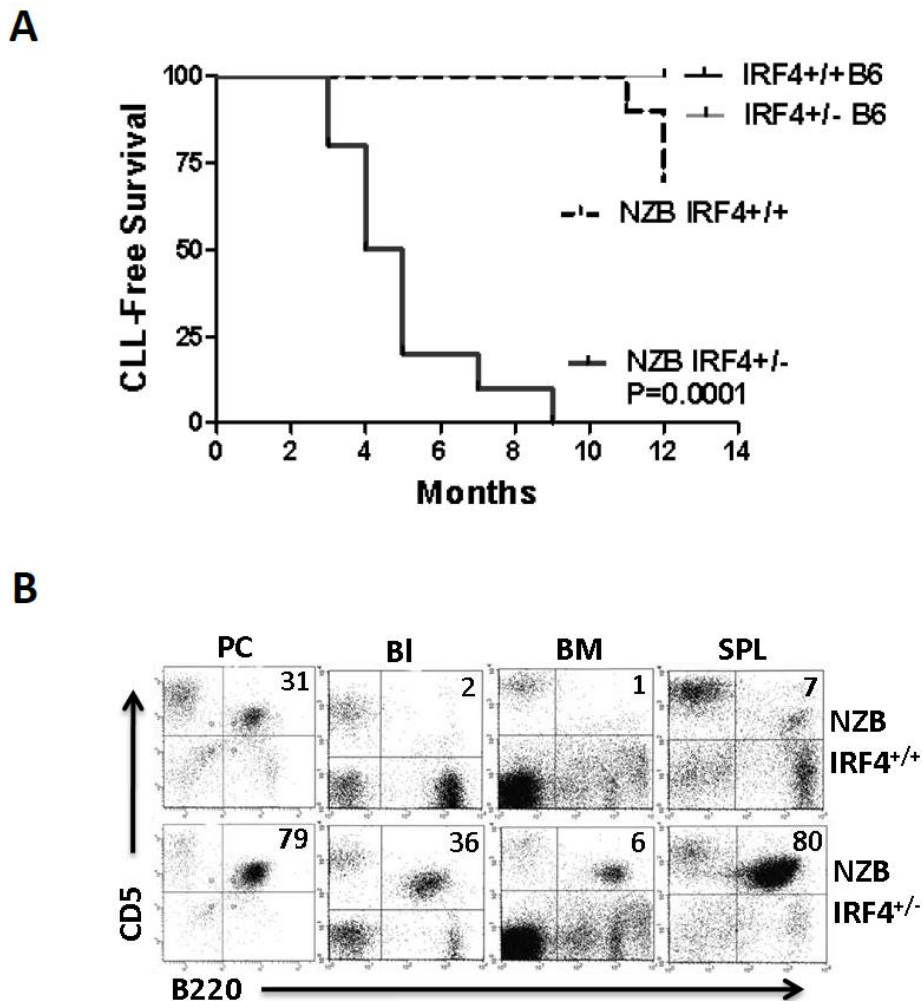 A
CLL-Free Survival
100
75
50
25
0
0 2 4 6 8 10 12 14
Months
IRF4+/+ B6
IRF4+/- B6
NZB IRF4+/+
NZB IRF4+/-
P=0.0001
B
PC Bl BM SPL
31 2 1 7
NZB
IRF4+/+
79 36 6 80
NZB
IRF4+/-
CD5
B220